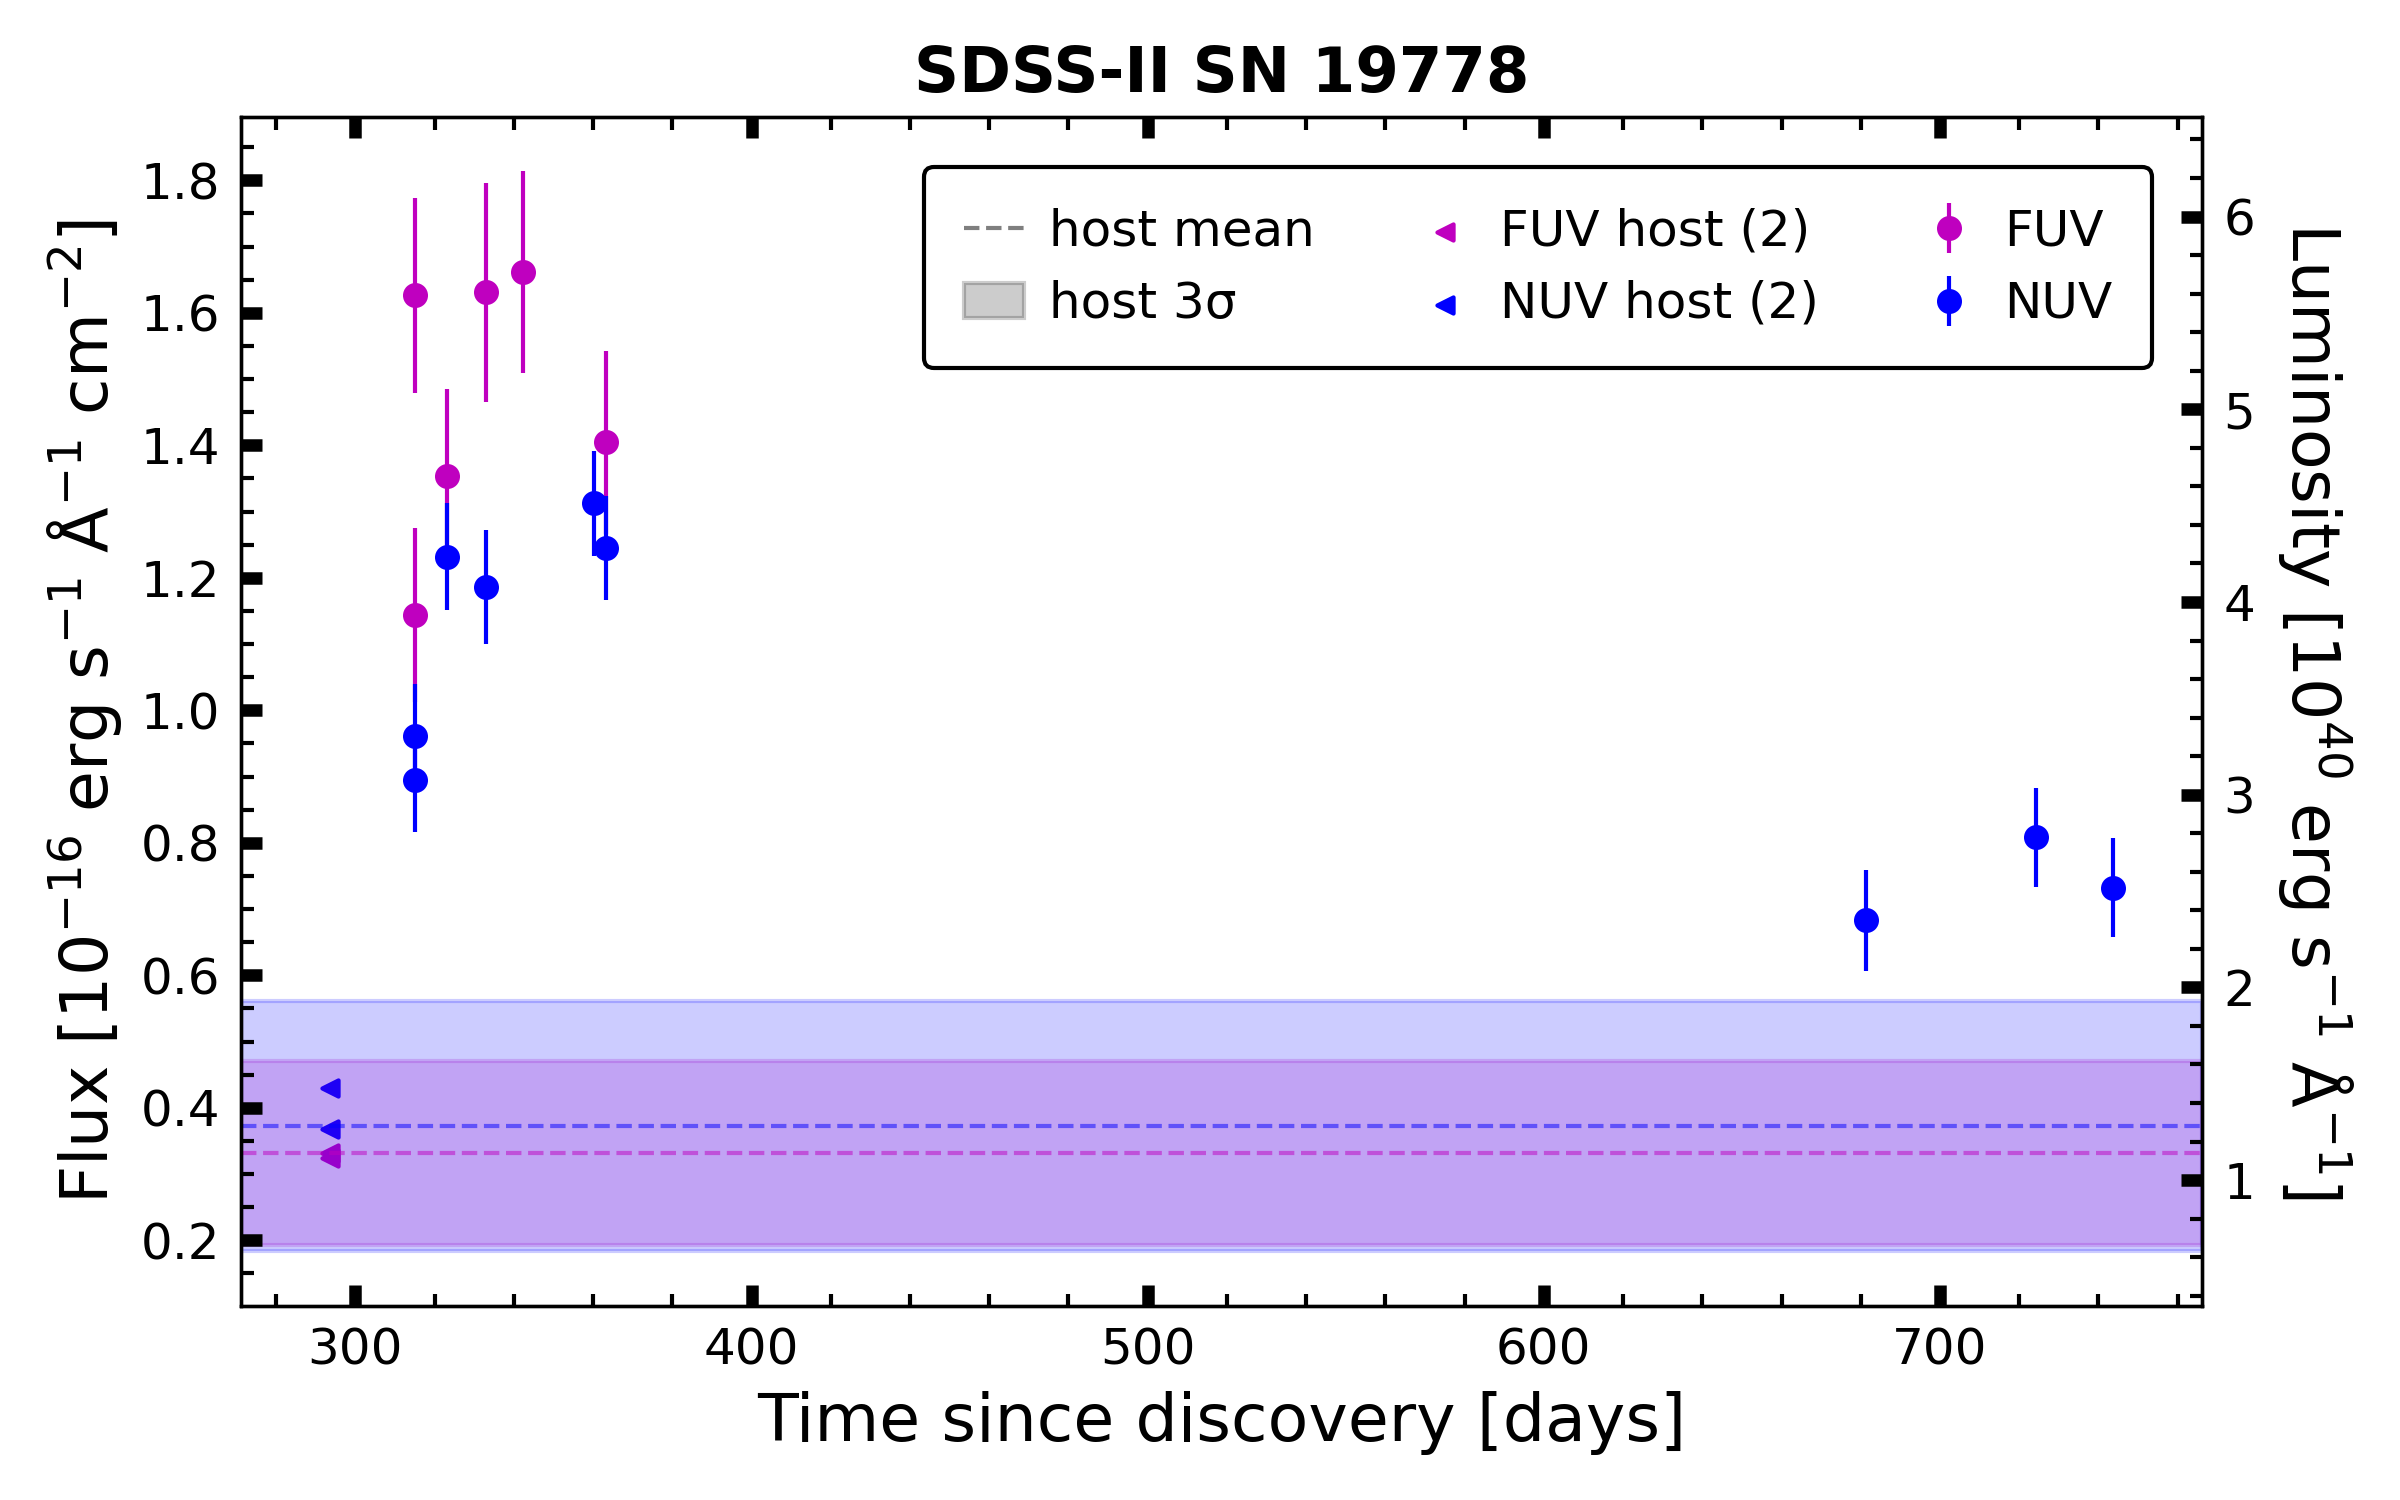 SDSS-II SN 19778
Flux [10⁻¹⁶ erg s⁻¹ Å⁻¹ cm⁻²]
1.8
1.6
1.4
1.2
1.0
0.8
0.6
0.4
0.2
host mean
host 3σ
FUV host (2)
NUV host (2)
FUV
NUV
6
5
4
3
2
1
Luminosity [10⁴⁰ erg s⁻¹ Å⁻¹]
300 400 500 600 700
Time since discovery [days]